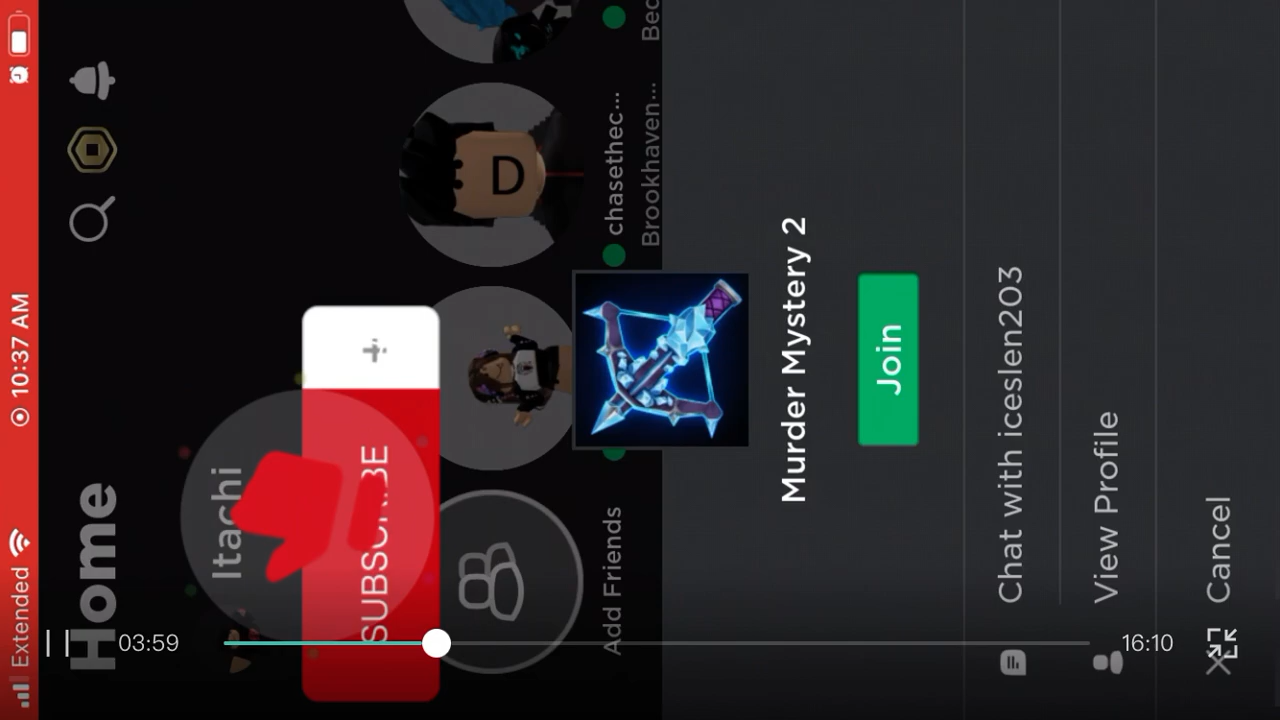 Extended 10:37 AM
Home
Itachi
SUBSCRIBE
Add Friends
chasethec...
Brookhaven...
Bec
D
Murder Mystery 2
Join
Chat with iceslen203
View Profile
Cancel
03:59
16:10